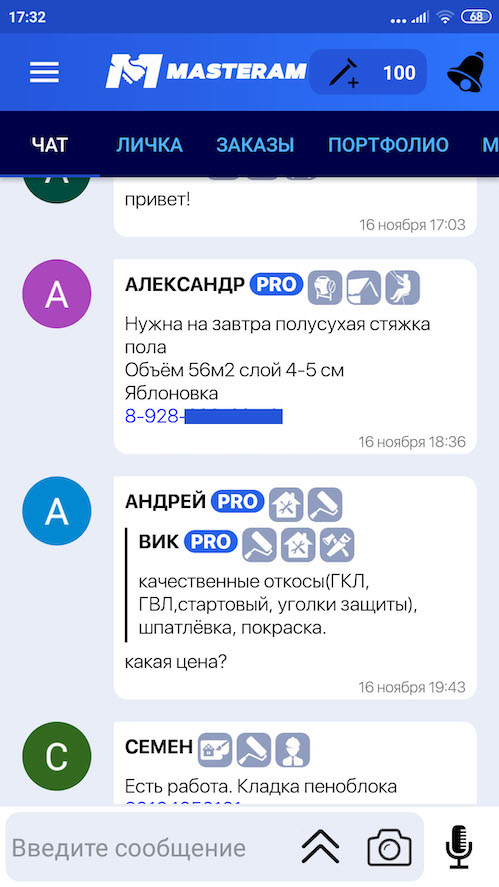 17:32
68
MASTERAM
100
ЧАТ
ЛИЧКА
ЗАКАЗЫ
ПОРТФОЛИО
М
А
привет!
16 ноября 17:03
А
АЛЕКСАНДР PRO
Нужна на завтра полусухая стяжка
пола
Объём 56м2 слой 4-5 см
Яблоновка
8-928-
16 ноября 18:36
А
АНДРЕЙ PRO
ВИК PRO
качественные откосы(ГКЛ,
ГВЛ,стартовый, уголки защиты),
шпатлёвка, покраска.
какая цена?
16 ноября 19:43
С
СЕМЕН
Есть работа. Кладка пеноблока
Введите сообщение